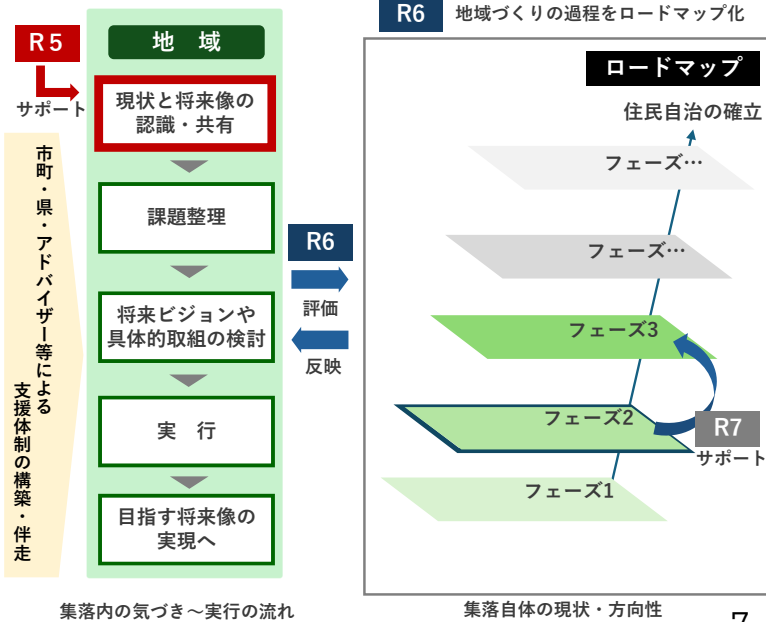 R5
サポート
地　域
現状と将来像の
認識・共有
課題整理
将来ビジョンや
具体的取組の検討
実　行
目指す将来像の
実現へ
市町・県・アドバイザー等による
支援体制の構築・伴走
集落内の気づき～実行の流れ
R6
評価
反映
R6
地域づくりの過程をロードマップ化
ロードマップ
住民自治の確立
フェーズ…
フェーズ…
フェーズ3
フェーズ2
R7
サポート
フェーズ1
集落自体の現状・方向性
7